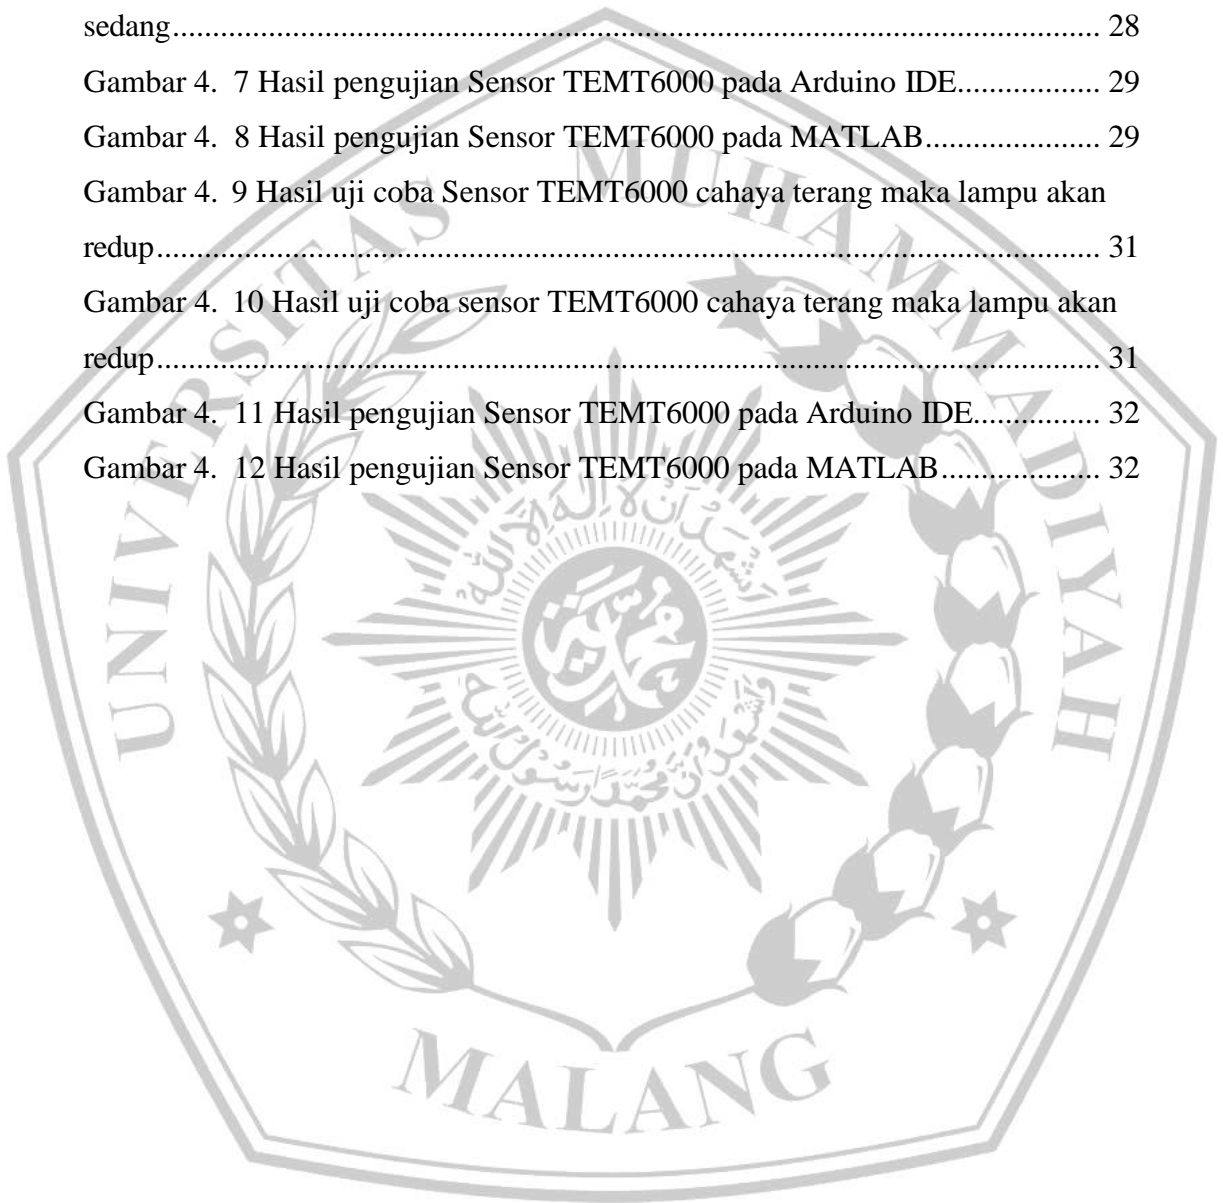 sedang.................................................................................................................... 28
Gambar 4. 7 Hasil pengujian Sensor TEMT6000 pada Arduino IDE.................. 29
Gambar 4. 8 Hasil pengujian Sensor TEMT6000 pada MATLAB...................... 29
Gambar 4. 9 Hasil uji coba Sensor TEMT6000 cahaya terang maka lampu akan
redup...................................................................................................................... 31
Gambar 4. 10 Hasil uji coba sensor TEMT6000 cahaya terang maka lampu akan
redup...................................................................................................................... 31
Gambar 4. 11 Hasil pengujian Sensor TEMT6000 pada Arduino IDE................ 32
Gambar 4. 12 Hasil pengujian Sensor TEMT6000 pada MATLAB.................... 32
UNIVERSITAS MUHAMMADIYAH
MALANG